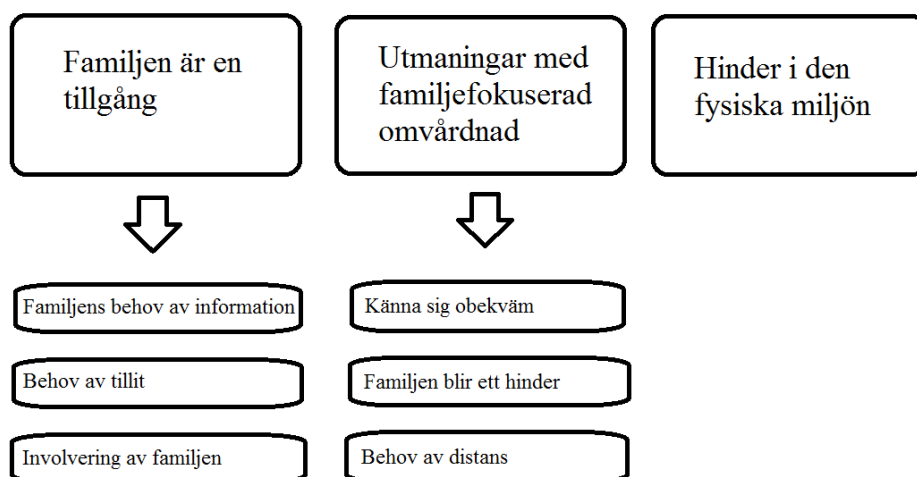 Familjen är en
tillgång
Utmaningar med
familjefokuserad
omvårdnad
Hinder i den
fysiska miljön
Familjens behov av information
Behov av tillit
Involvering av familjen
Känna sig obekväm
Familjen blir ett hinder
Behov av distans